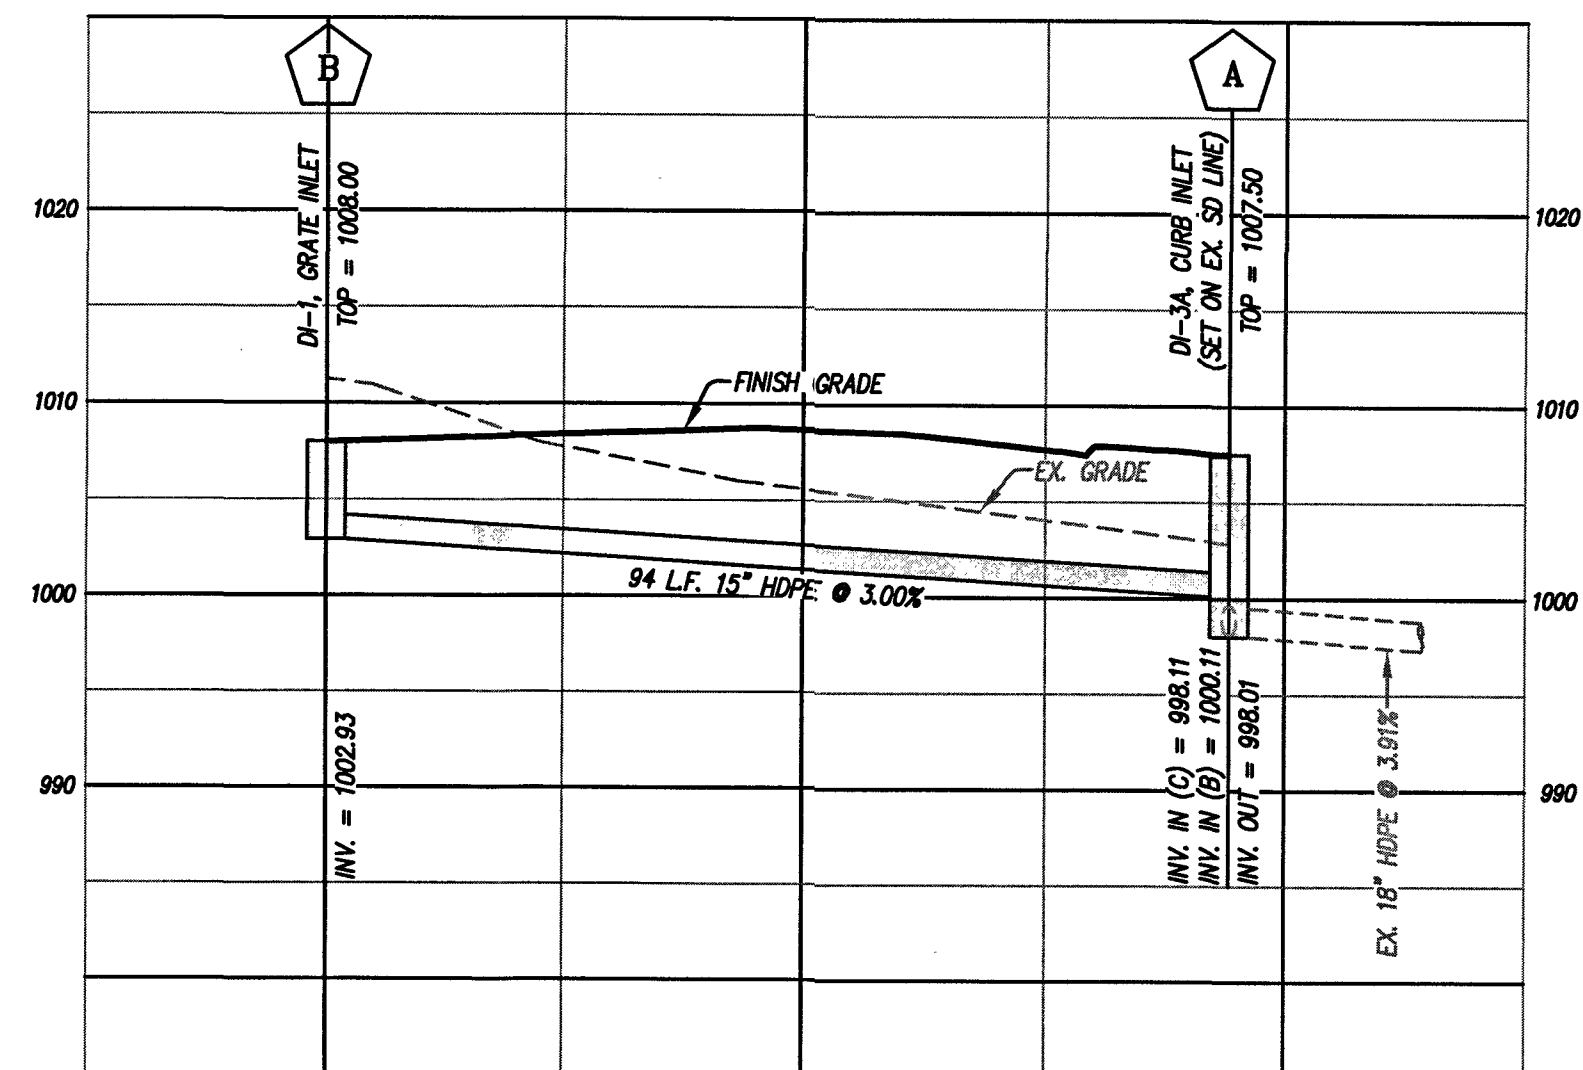 B
A
DI-1, GRATE INLET
TOP = 1008.00
DI-3A, CURB INLET
(SET ON EX. SD LINE)
TOP = 1007.50
1020
1020
FINISH GRADE
1010
1010
EX. GRADE
94 L.F. 15" HDPE @ 3.00%
1000
1000
INV. = 1002.93
INV. IN (C) = 998.11
INV. IN (B) = 1000.11
INV. OUT = 998.01
EX. 18" HDPE @ 3.91%
990
990